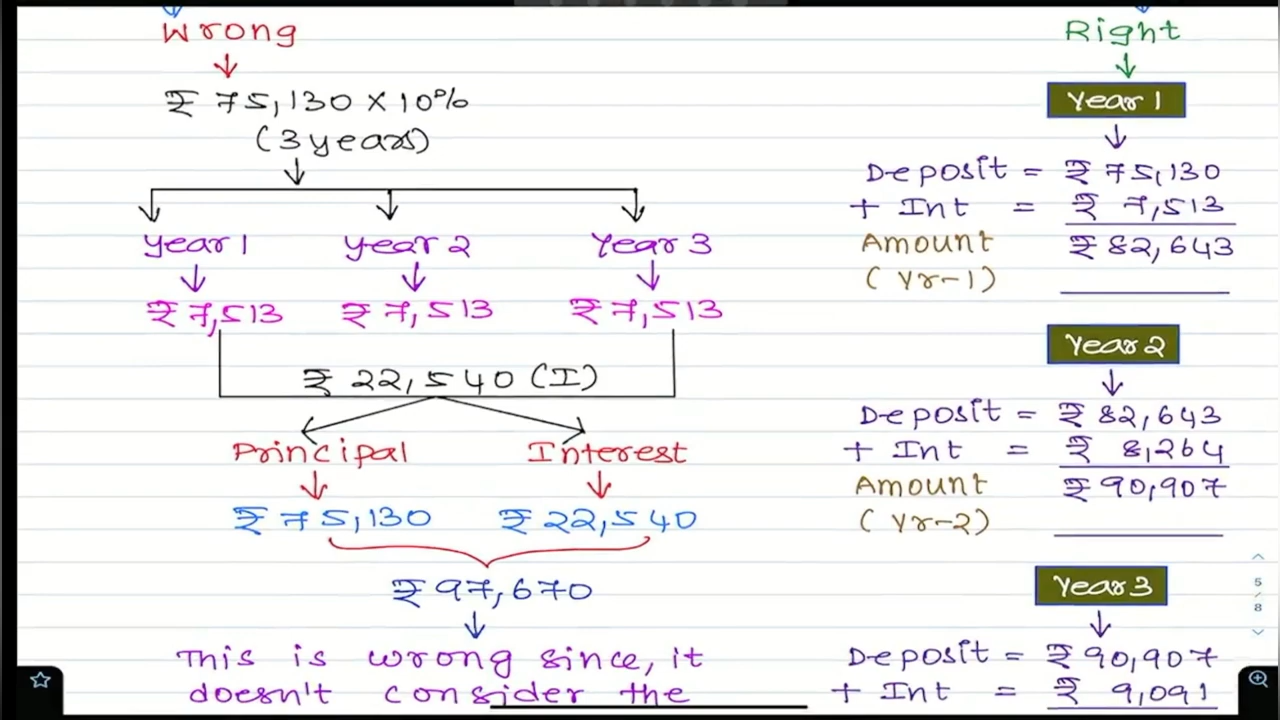 Wrong
₹ 75,130 X 10%
(3 years)
Year 1 Year 2 Year 3
₹ 7,513 ₹ 7,513 ₹ 7,513
₹ 22,540 (I)
Principal Interest
₹ 75,130 ₹ 22,540
₹ 97,670
This is wrong since, it
doesn't consider the
Right
Year 1
Deposit = ₹ 75,130
+ Int = ₹ 7,513
Amount ₹ 82,643
(Yr-1)
Year 2
Deposit = ₹ 82,643
+ Int = ₹ 8,264
Amount ₹ 90,907
(Yr-2)
Year 3
Deposit = ₹ 90,907
+ Int = ₹ 9,091
5
/
8